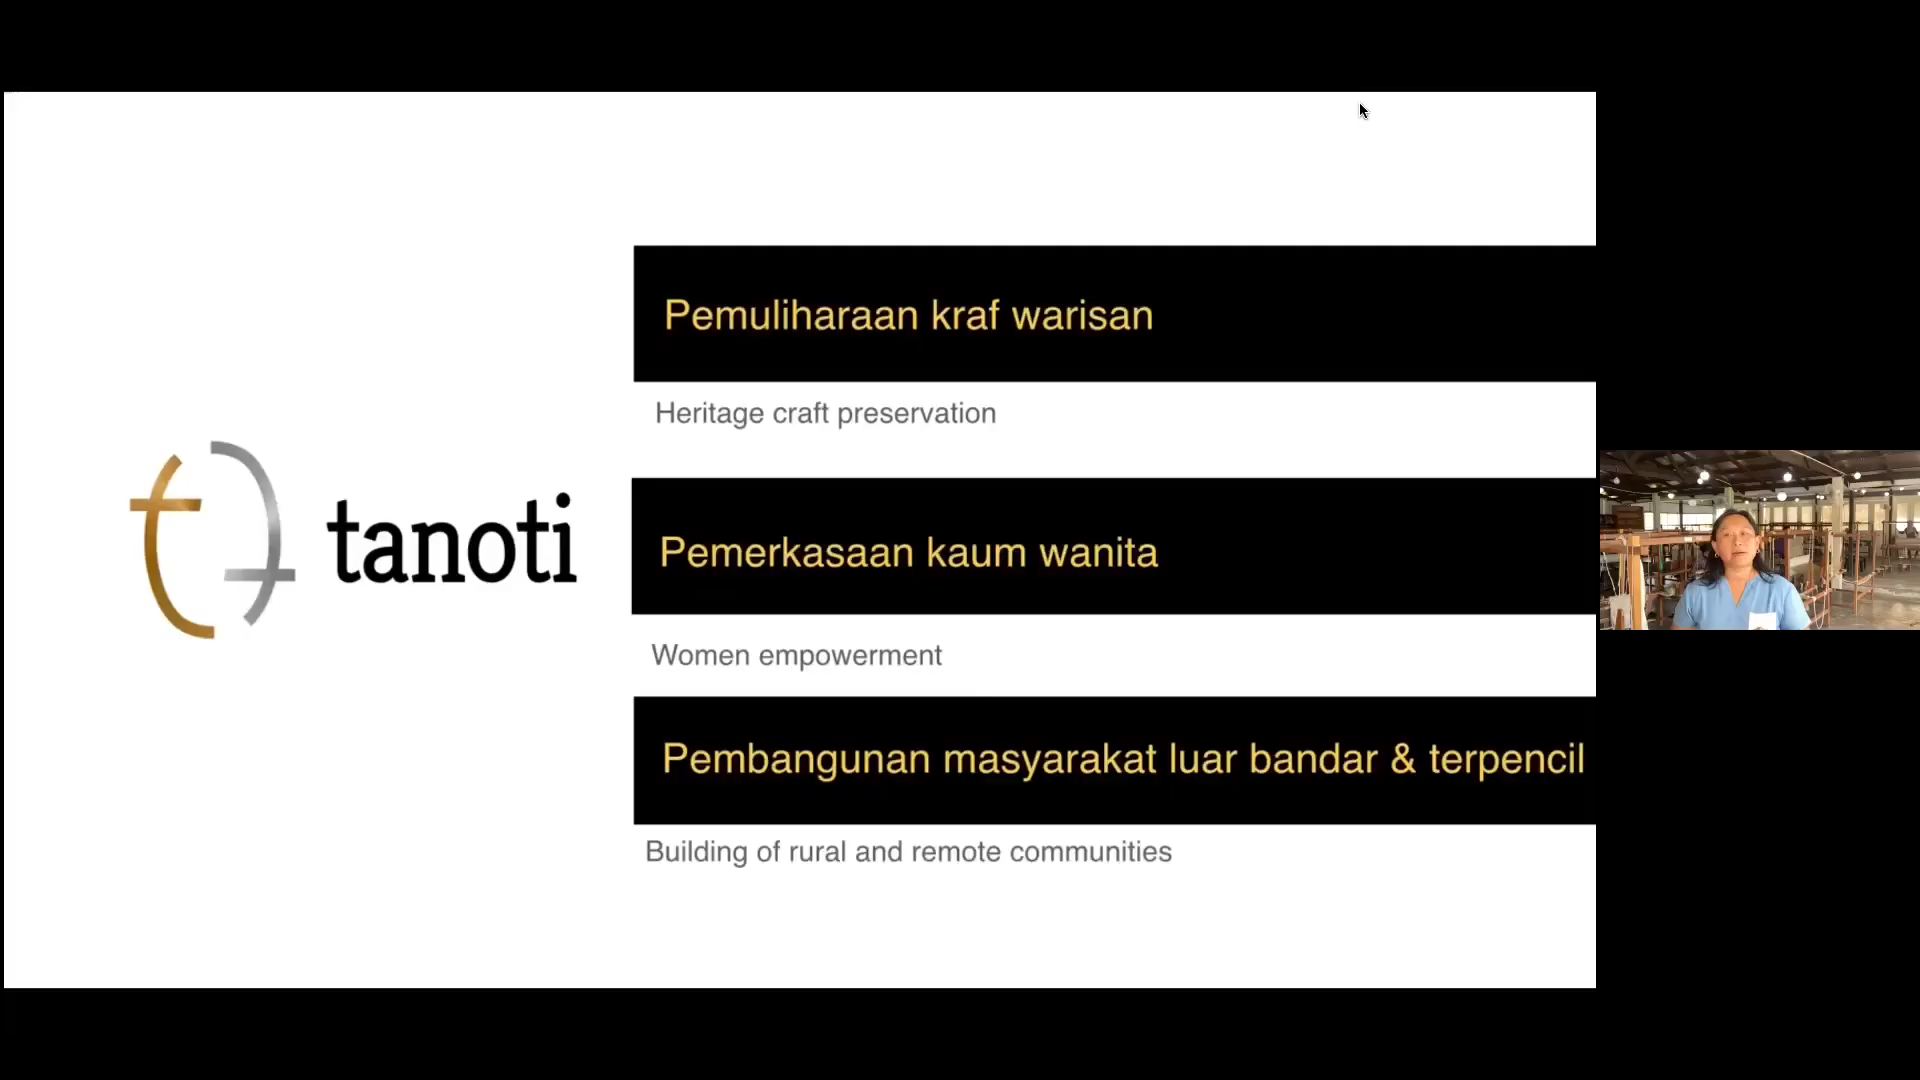 tanoti
Pemuliharaan kraf warisan
Heritage craft preservation
Pemerkasaan kaum wanita
Women empowerment
Pembangunan masyarakat luar bandar & terpencil
Building of rural and remote communities